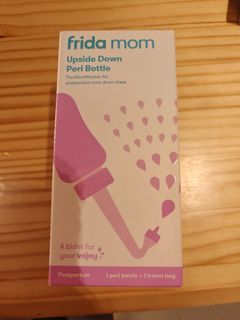 frida mom
Upside Down
Peri Bottle
The MomWasher for
postpartum care down there.
A bidet for
your vajay
Postpartum
1 peri bottle + 1 travel bag